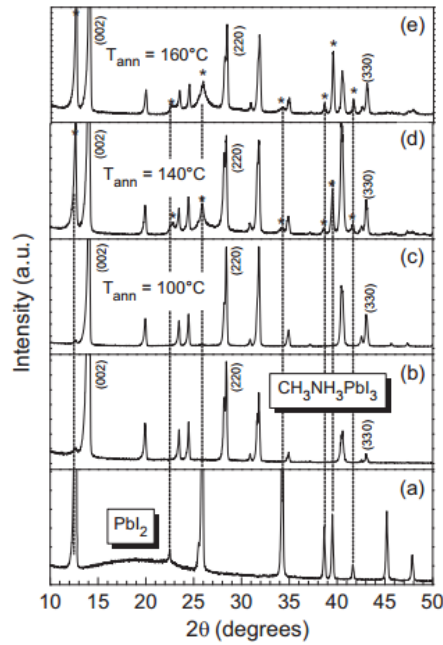 (e)
(002)
T_ann = 160°C
(220)
(330)
* * * * * * *
(d)
(002)
T_ann = 140°C
(220)
(330)
* * * * * * *
(c)
(002)
T_ann = 100°C
(220)
(330)
(b)
(002)
(220)
CH₃NH₃PbI₃
(330)
(a)
PbI₂
Intensity (a.u.)
10 15 20 25 30 35 40 45 50
2θ (degrees)